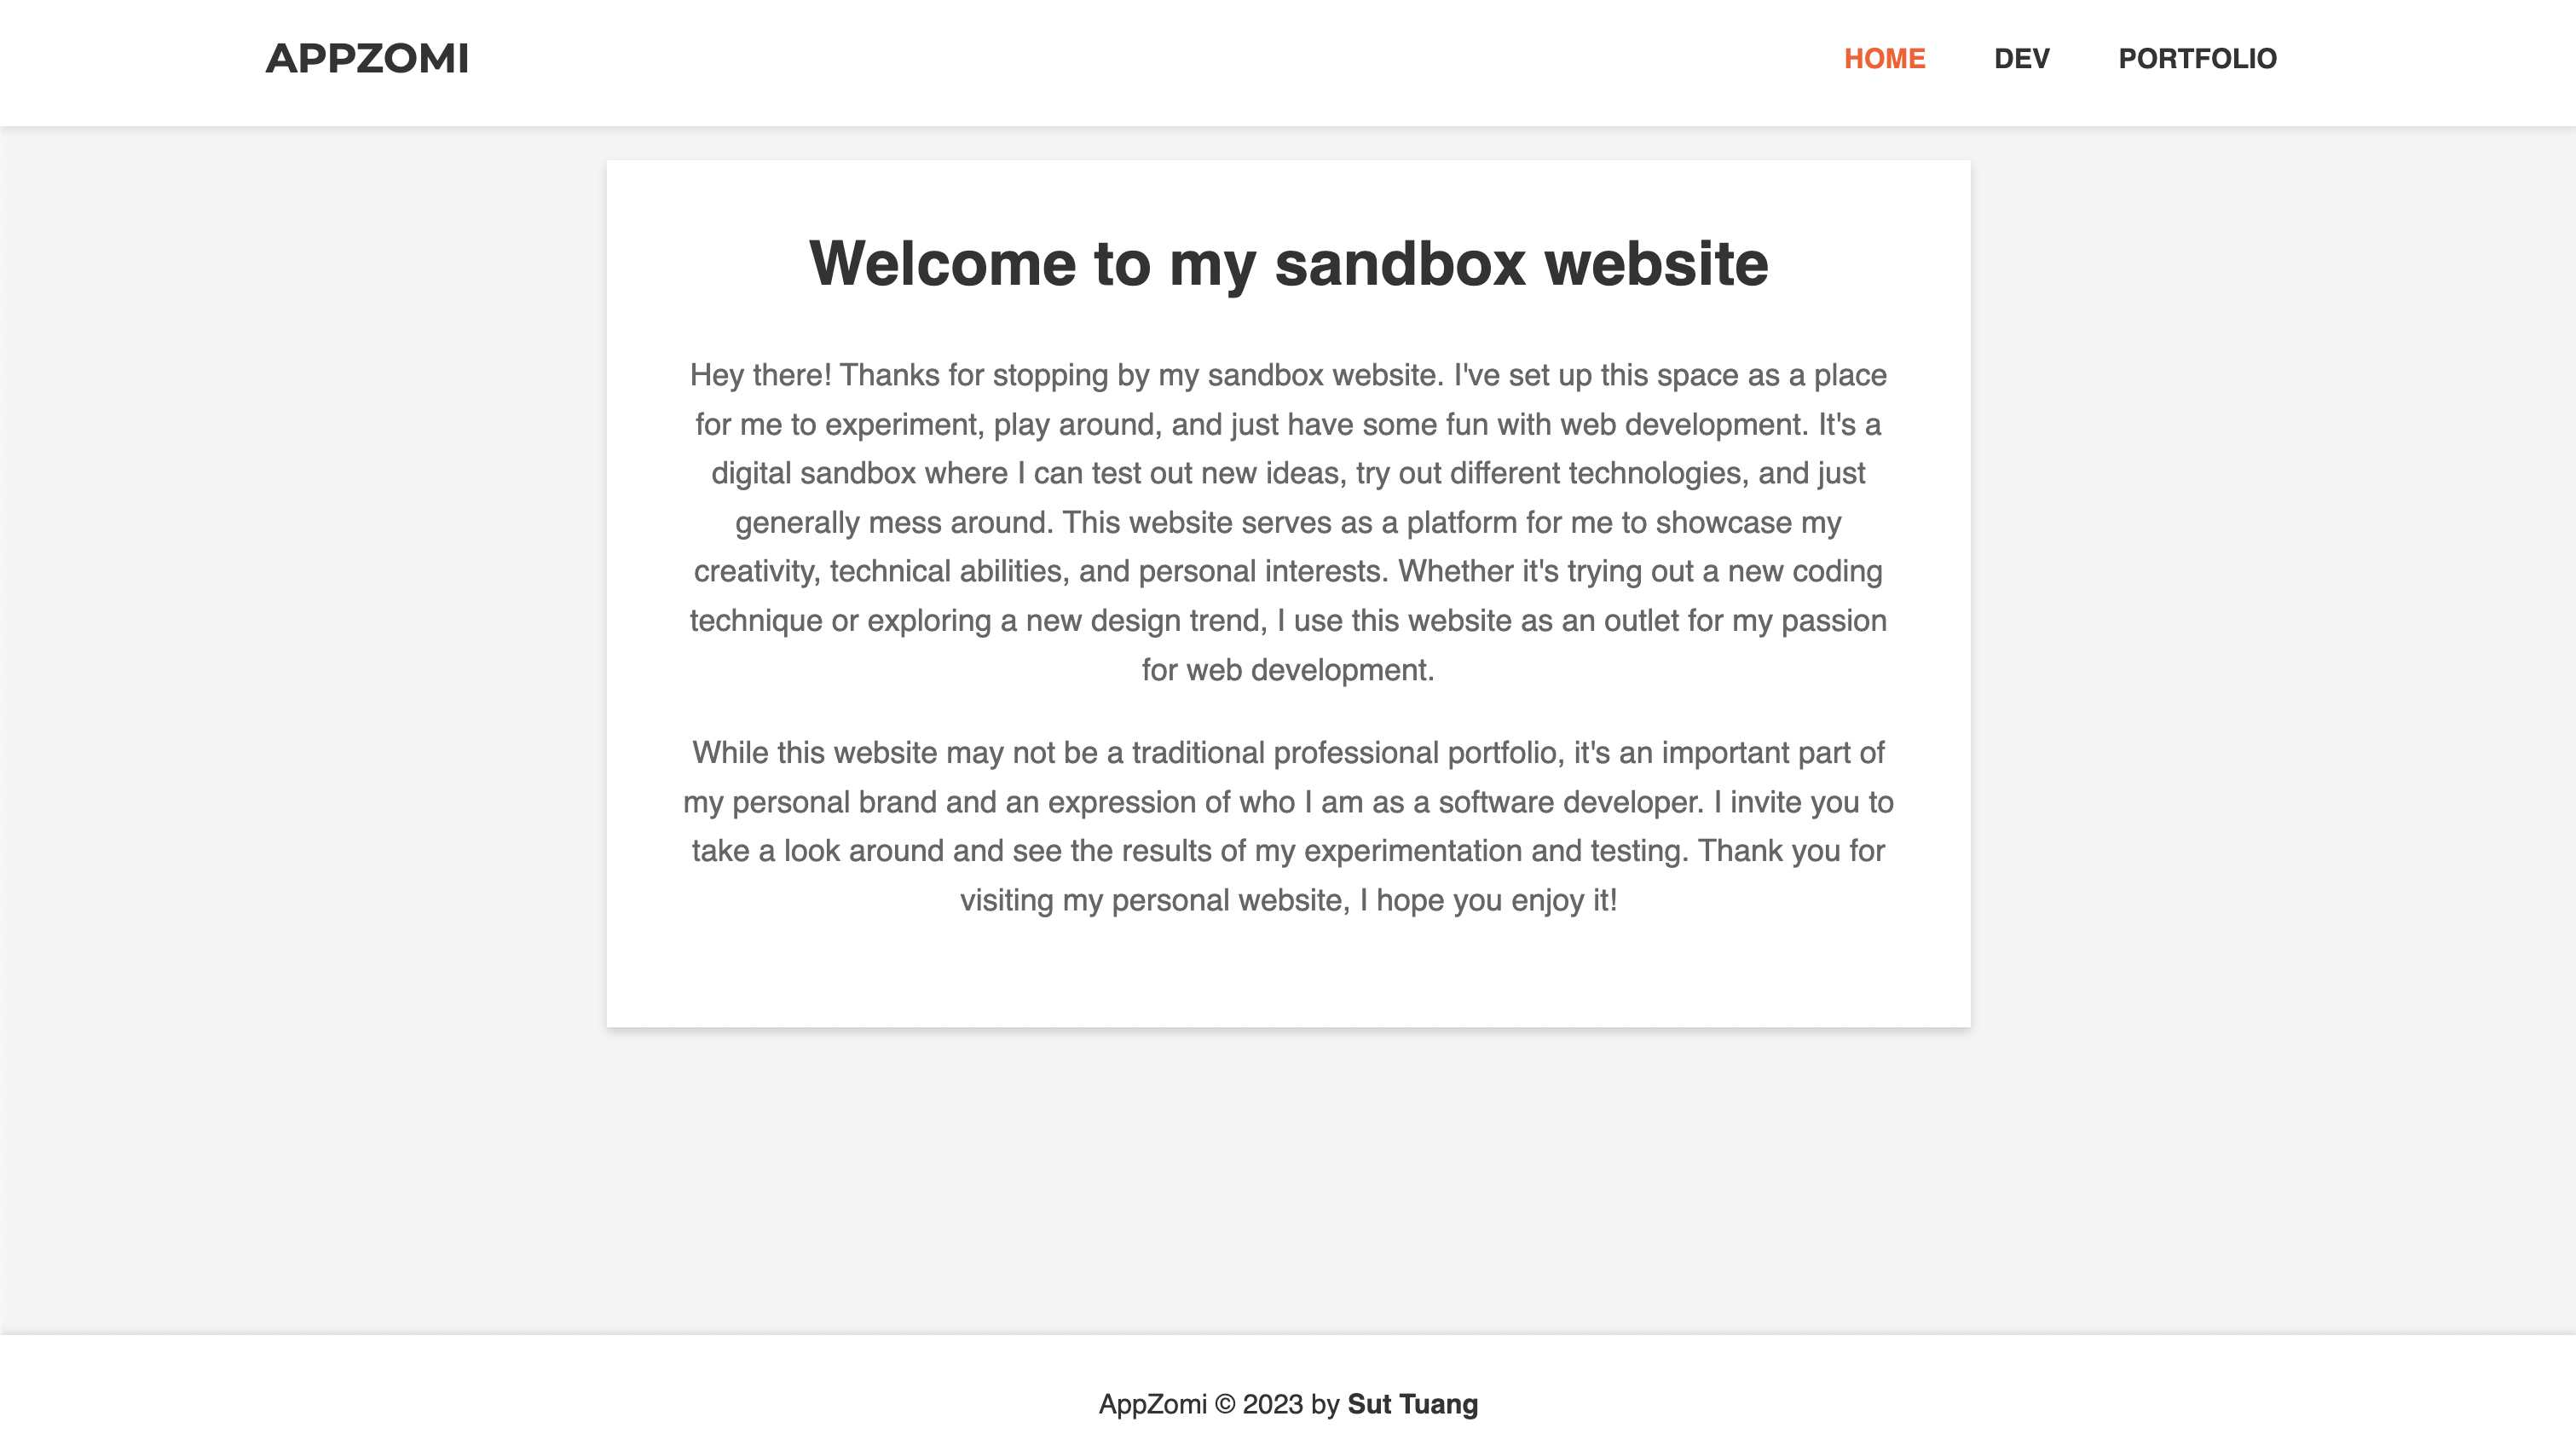 APPZOMI
HOME DEV PORTFOLIO
Welcome to my sandbox website
Hey there! Thanks for stopping by my sandbox website. I've set up this space as a place
for me to experiment, play around, and just have some fun with web development. It's a
digital sandbox where I can test out new ideas, try out different technologies, and just
generally mess around. This website serves as a platform for me to showcase my
creativity, technical abilities, and personal interests. Whether it's trying out a new coding
technique or exploring a new design trend, I use this website as an outlet for my passion
for web development.
While this website may not be a traditional professional portfolio, it's an important part of
my personal brand and an expression of who I am as a software developer. I invite you to
take a look around and see the results of my experimentation and testing. Thank you for
visiting my personal website, I hope you enjoy it!
AppZomi © 2023 by Sut Tuang